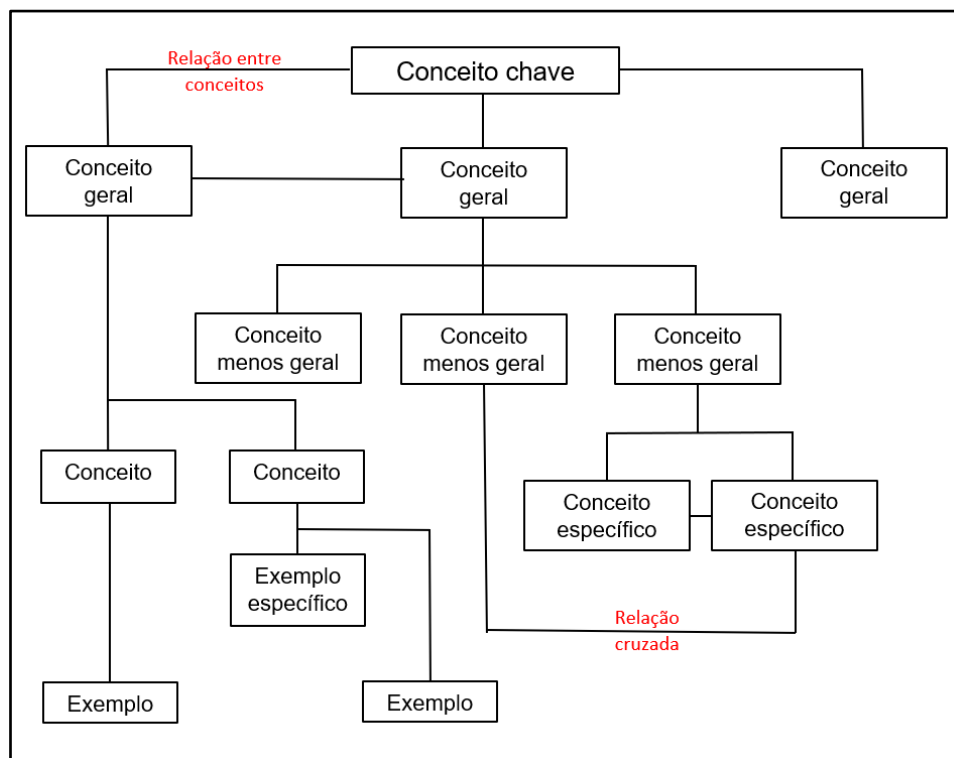 Relação entre
conceitos
Conceito chave
Conceito
geral
Conceito
geral
Conceito
geral
Conceito
menos geral
Conceito
menos geral
Conceito
menos geral
Conceito
Conceito
Conceito
específico
Conceito
específico
Exemplo
específico
Relação
cruzada
Exemplo
Exemplo